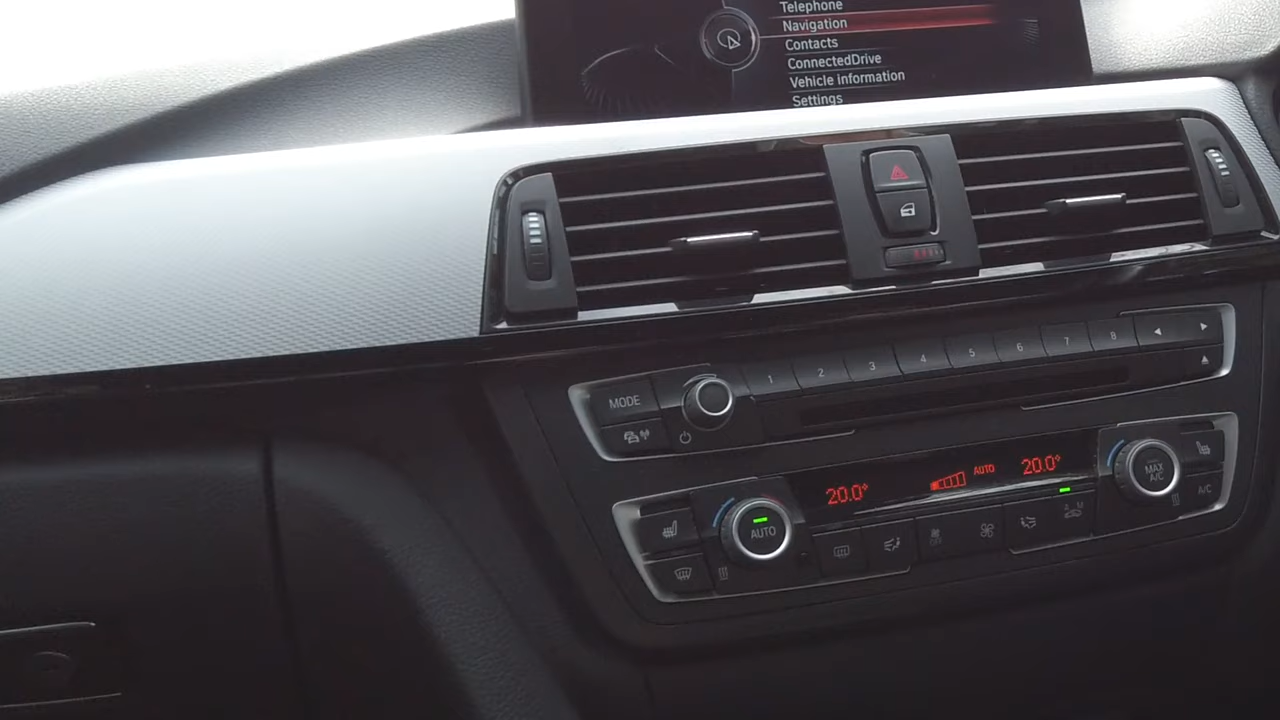 Telephone
Navigation
Contacts
ConnectedDrive
Vehicle information
Settings
MODE
1 2 3 4 5 6 7 8
20.0° AUTO 20.0°
AUTO
MAX A/C
A/C
OFF
A M